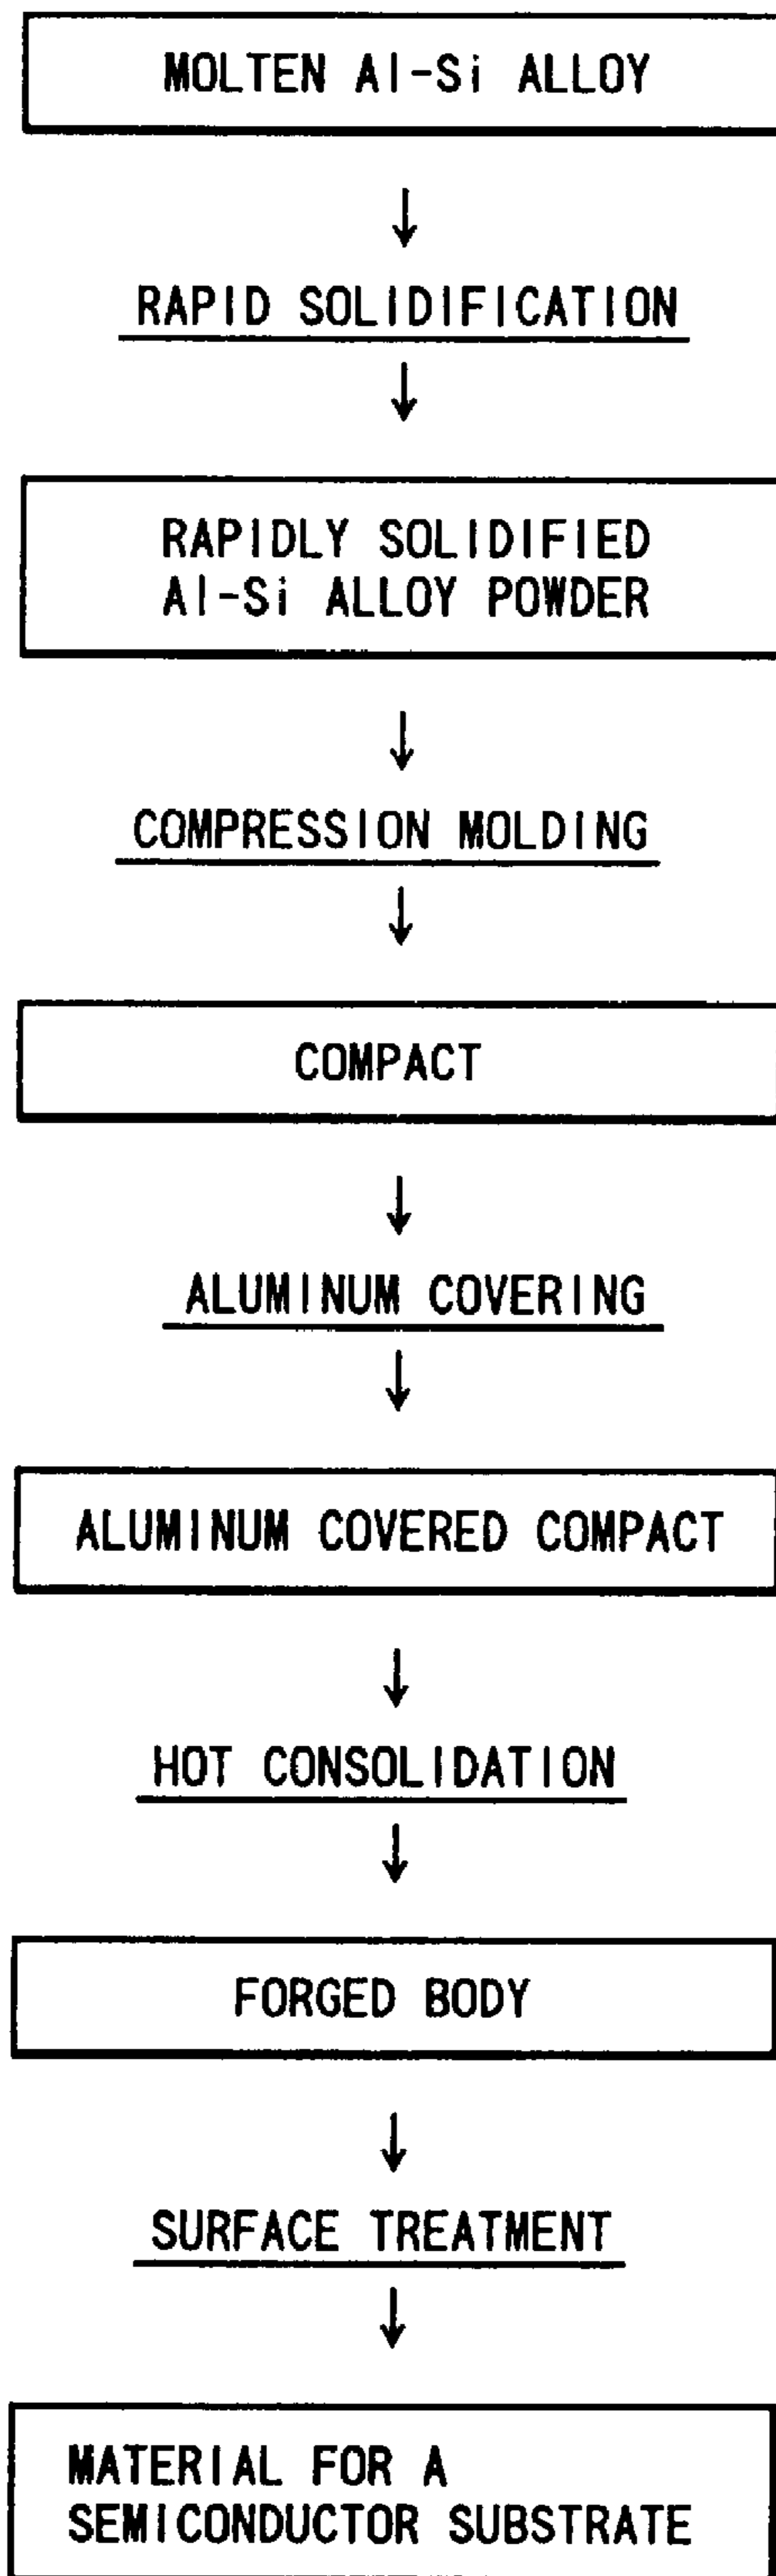 MOLTEN Al-Si ALLOY
RAPID SOLIDIFICATION
RAPIDLY SOLIDIFIED
Al-Si ALLOY POWDER
COMPRESSION MOLDING
COMPACT
ALUMINUM COVERING
ALUMINUM COVERED COMPACT
HOT CONSOLIDATION
FORGED BODY
SURFACE TREATMENT
MATERIAL FOR A
SEMICONDUCTOR SUBSTRATE